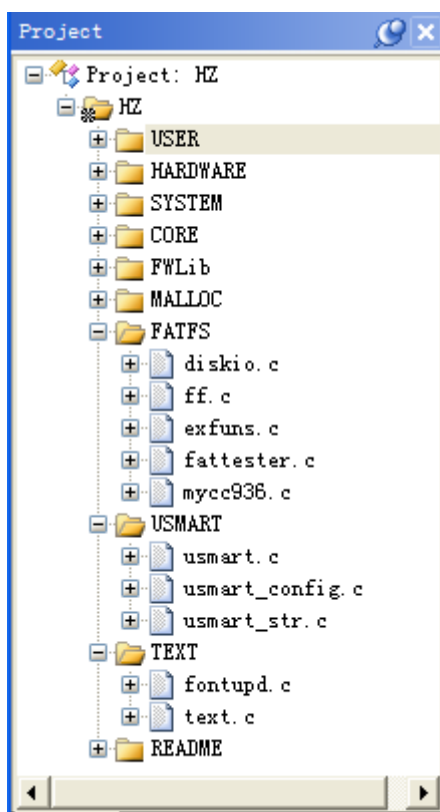 Project
Project: HZ
HZ
USER
HARDWARE
SYSTEM
CORE
FWLib
MALLOC
FATFS
diskio.c
ff.c
exfuns.c
fattester.c
mycc936.c
USMART
usmart.c
usmart_config.c
usmart_str.c
TEXT
fontupd.c
text.c
README